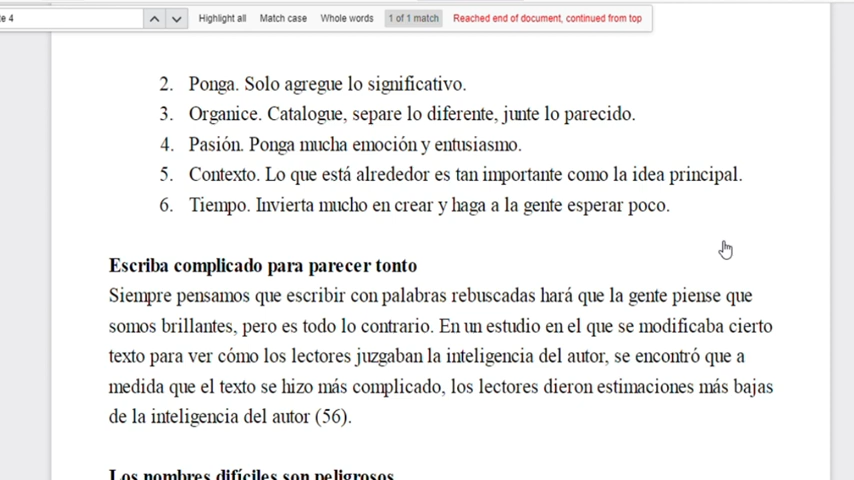 e 4
Highlight all Match case Whole words 1 of 1 match Reached end of document, continued from top
2. Ponga. Solo agregue lo significativo.
3. Organice. Catalogue, separe lo diferente, junte lo parecido.
4. Pasión. Ponga mucha emoción y entusiasmo.
5. Contexto. Lo que está alrededor es tan importante como la idea principal.
6. Tiempo. Invierta mucho en crear y haga a la gente esperar poco.
Escriba complicado para parecer tonto
Siempre pensamos que escribir con palabras rebuscadas hará que la gente piense que
somos brillantes, pero es todo lo contrario. En un estudio en el que se modificaba cierto
texto para ver cómo los lectores juzgaban la inteligencia del autor, se encontró que a
medida que el texto se hizo más complicado, los lectores dieron estimaciones más bajas
de la inteligencia del autor (56).
Los nombres difíciles son peligrosos